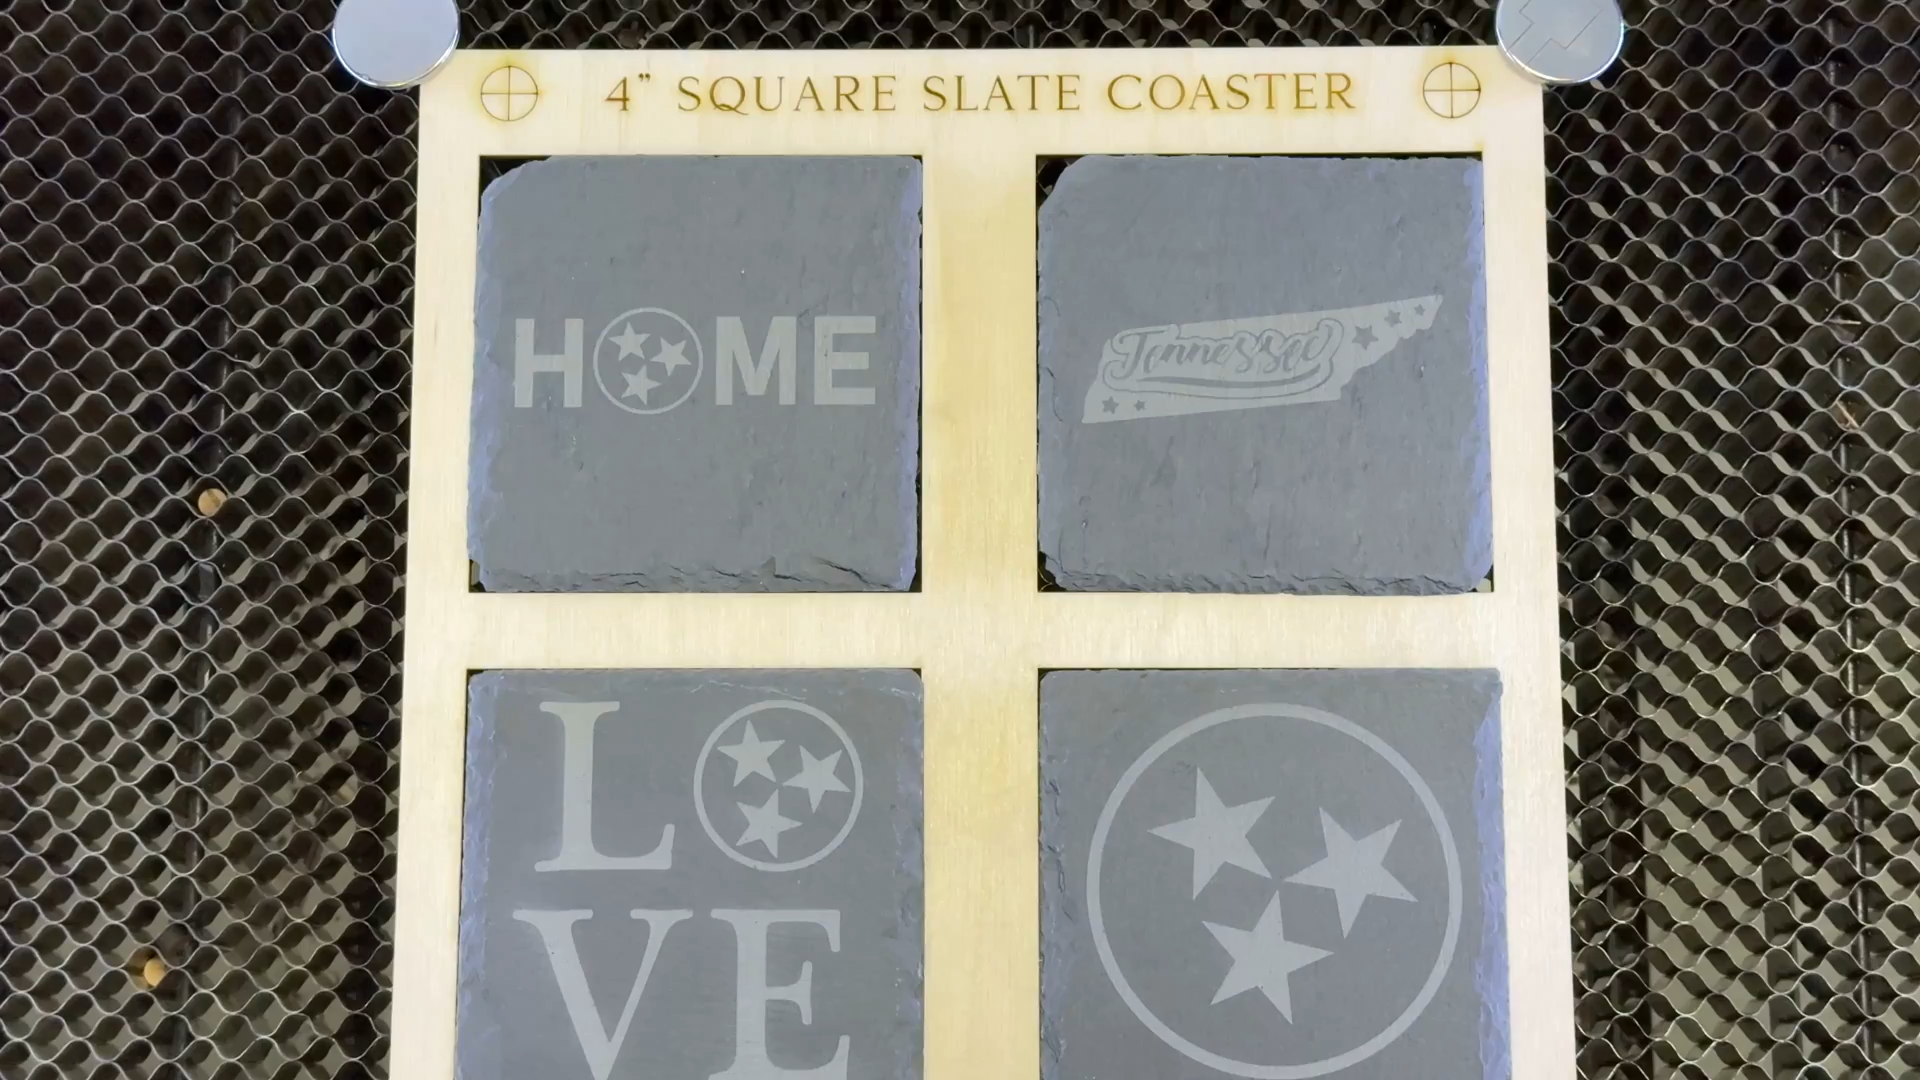 4” SQUARE SLATE COASTER
HOME
Tennessee
LO
VE